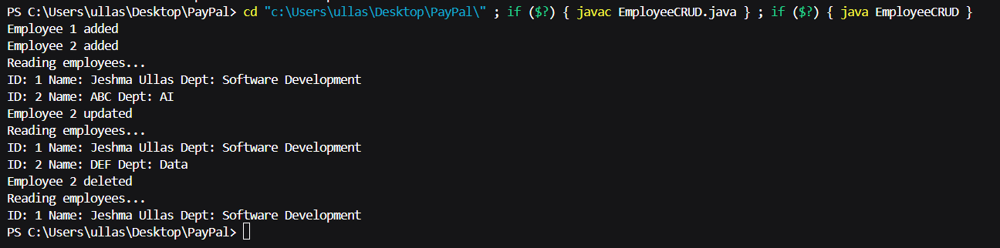 PS C:\Users\ullas\Desktop\PayPal> cd "c:\Users\ullas\Desktop\PayPal\" ; if ($?) { javac EmployeeCRUD.java } ; if ($?) { java EmployeeCRUD }
Employee 1 added
Employee 2 added
Reading employees...
ID: 1 Name: Jeshma Ullas Dept: Software Development
ID: 2 Name: ABC Dept: AI
Employee 2 updated
Reading employees...
ID: 1 Name: Jeshma Ullas Dept: Software Development
ID: 2 Name: DEF Dept: Data
Employee 2 deleted
Reading employees...
ID: 1 Name: Jeshma Ullas Dept: Software Development
PS C:\Users\ullas\Desktop\PayPal>